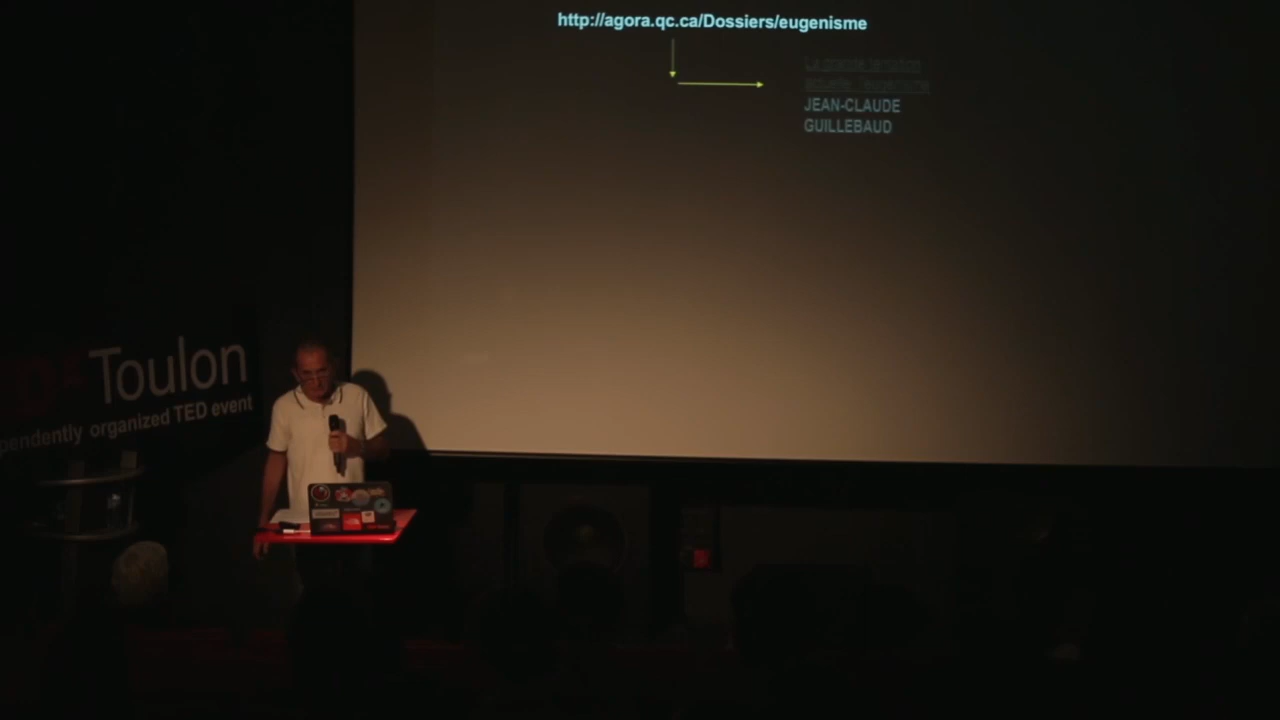 http://agora.qc.ca/Dossiers/eugenisme
JEAN-CLAUDE
GUILLEBAUD
Toulon
pendently organized TED event